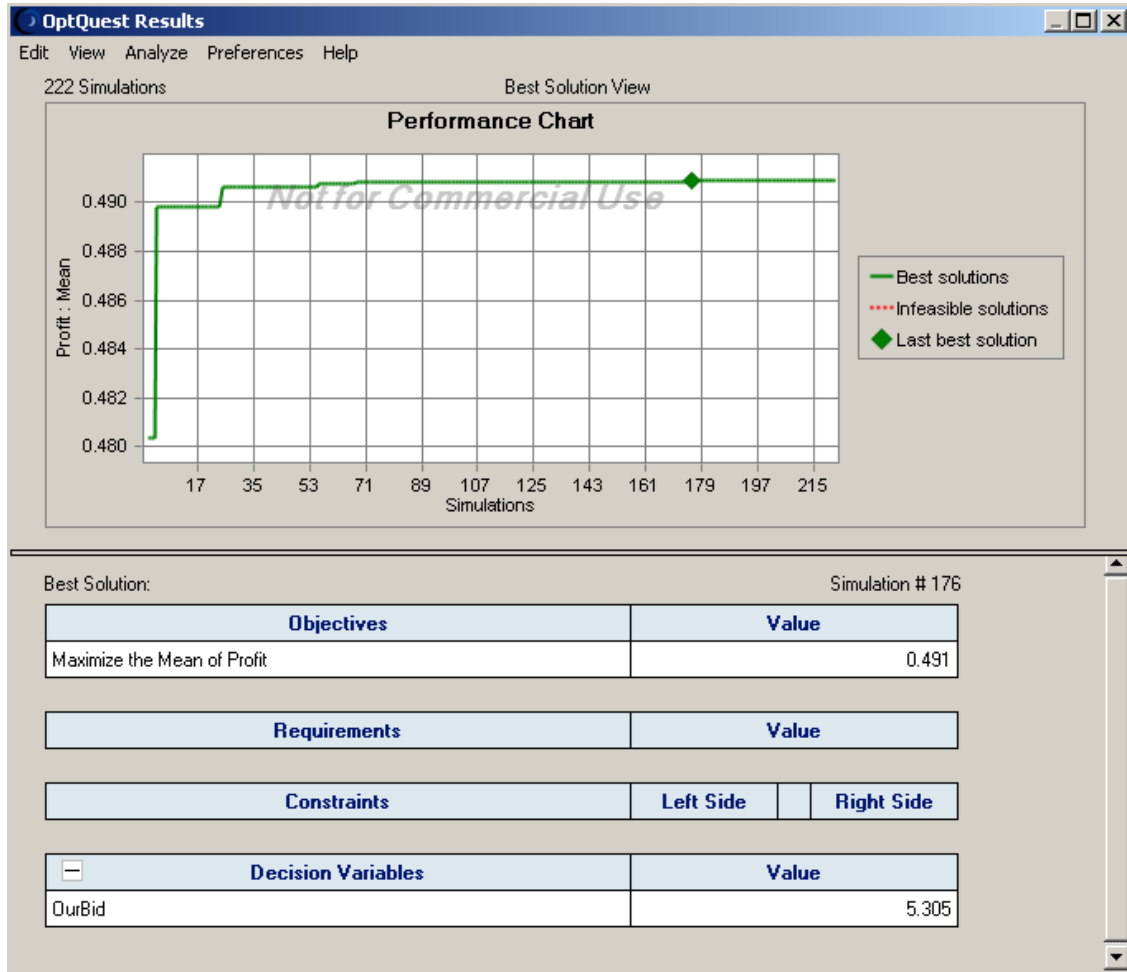 OptQuest Results
Edit View Analyze Preferences Help
222 Simulations Best Solution View
Performance Chart
Not for Commercial Use
0.490
0.488
0.486
0.484
0.482
0.480
Profit : Mean
17 35 53 71 89 107 125 143 161 179 197 215
Simulations
Best solutions
Infeasible solutions
Last best solution
Best Solution: Simulation # 176
Objectives Value
Maximize the Mean of Profit 0.491
Requirements Value
Constraints Left Side Right Side
Decision Variables Value
OurBid 5.305